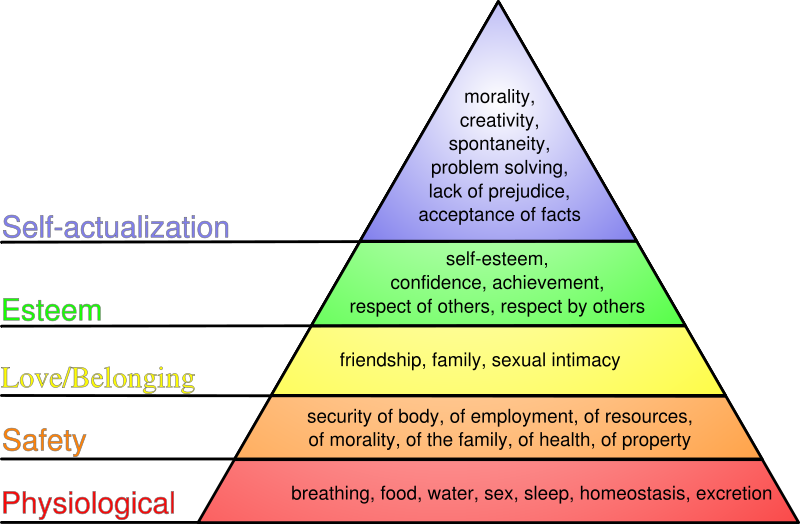 morality,
creativity,
spontaneity,
problem solving,
lack of prejudice,
acceptance of facts
Self-actualization
self-esteem,
confidence, achievement,
respect of others, respect by others
Esteem
friendship, family, sexual intimacy
Love/Belonging
security of body, of employment, of resources,
of morality, of the family, of health, of property
Safety
breathing, food, water, sex, sleep, homeostasis, excretion
Physiological